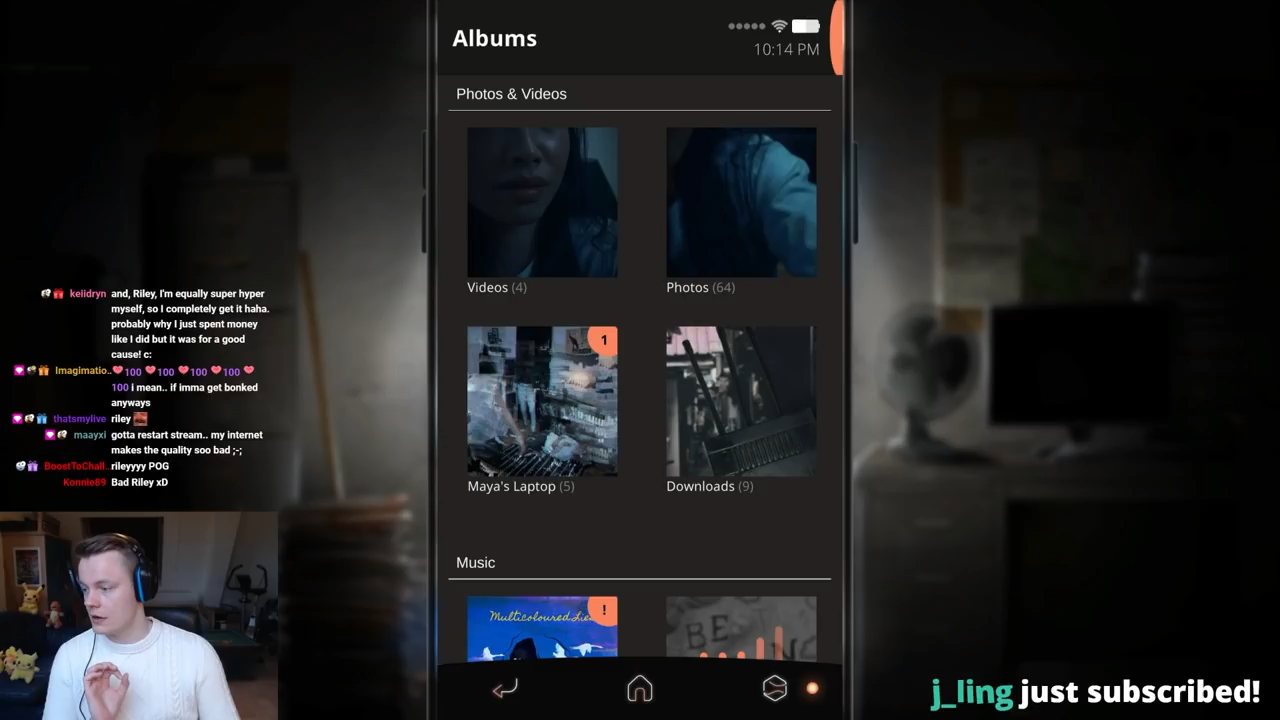 Albums
10:14 PM
Photos & Videos
Videos (4)
Photos (64)
1
Maya's Laptop (5)
Downloads (9)
Music
Multicoloured Lies
!
BE
keiidryn and, Riley, I'm equally super hyper
myself, so I completely get it haha.
probably why I just spent money
like I did but it was for a good
cause! c:
Imagimatio.. 100 100 100 100
100 i mean.. if imma get bonked
anyways
thatsmylive riley
maayxi gotta restart stream.. my internet
makes the quality soo bad ;-;
BoostToChall.. rileyyyy POG
Konnie89 Bad Riley xD
j_ling just subscribed!